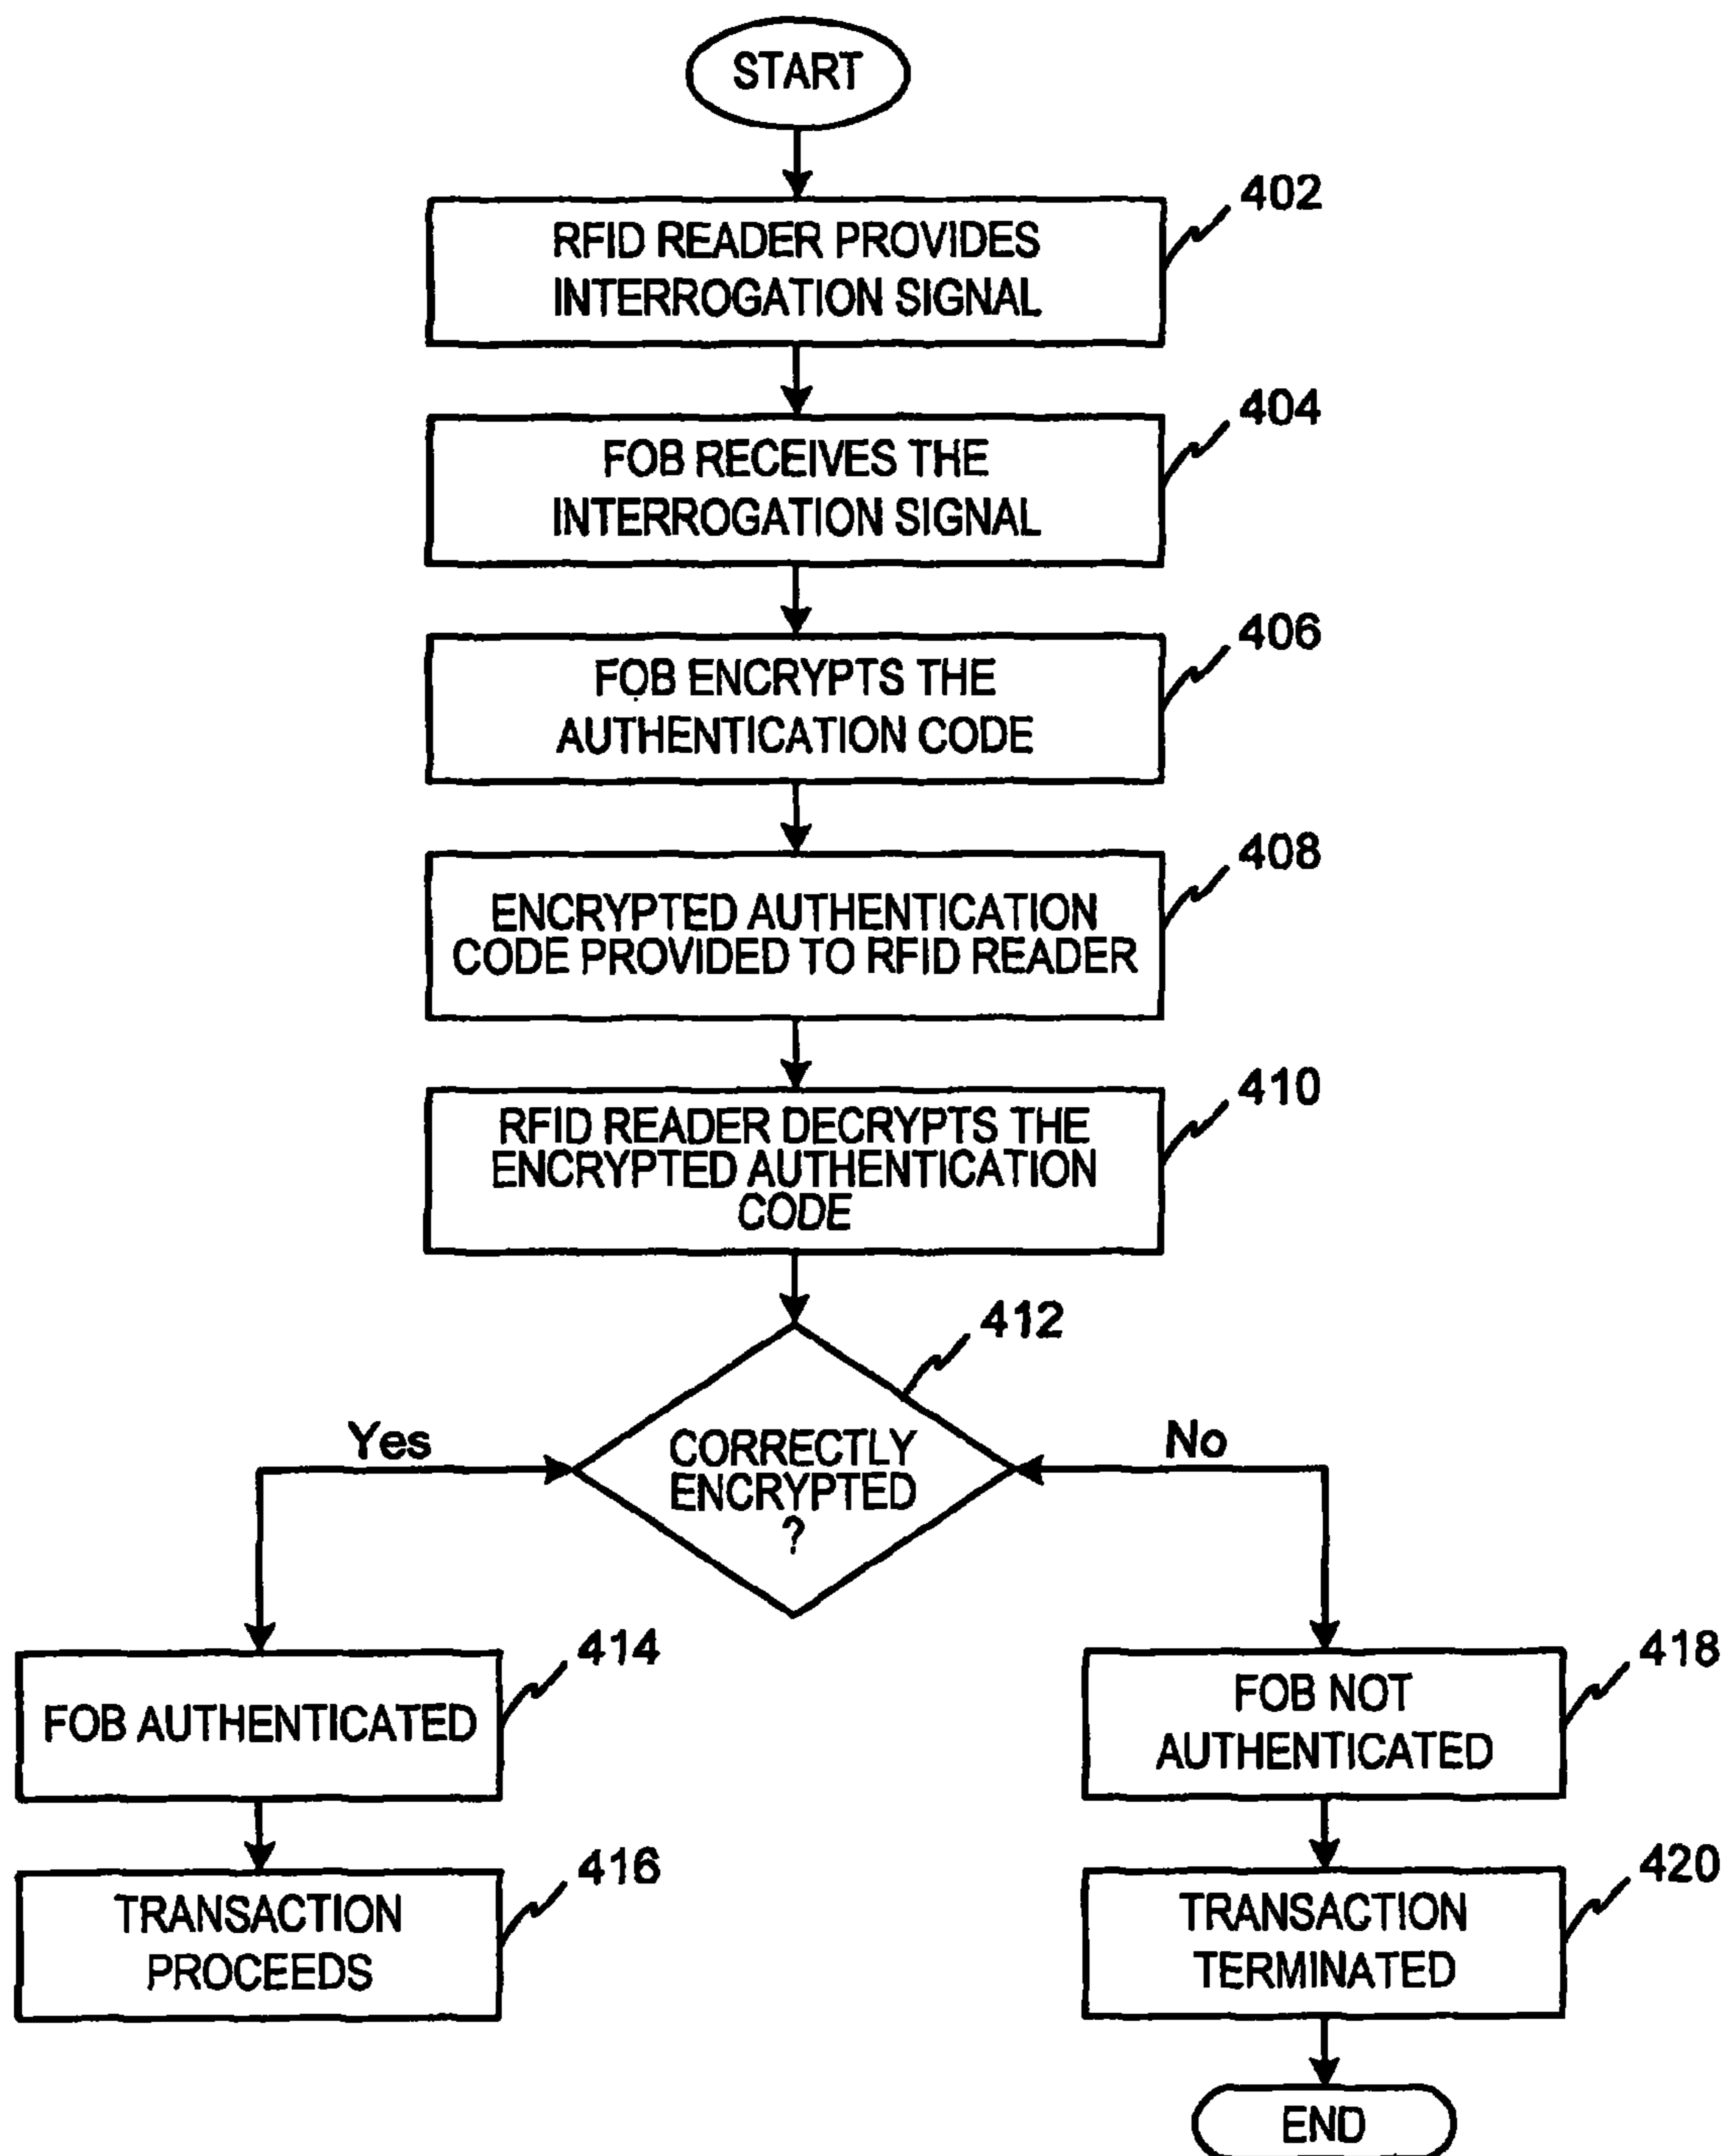 START
402
RFID READER PROVIDES
INTERROGATION SIGNAL
404
FOB RECEIVES THE
INTERROGATION SIGNAL
406
FOB ENCRYPTS THE
AUTHENTICATION CODE
408
ENCRYPTED AUTHENTICATION
CODE PROVIDED TO RFID READER
410
RFID READER DECRYPTS THE
ENCRYPTED AUTHENTICATION
CODE
412
CORRECTLY
ENCRYPTED
?
Yes
No
414
FOB AUTHENTICATED
416
TRANSACTION
PROCEEDS
418
FOB NOT
AUTHENTICATED
420
TRANSACTION
TERMINATED
END